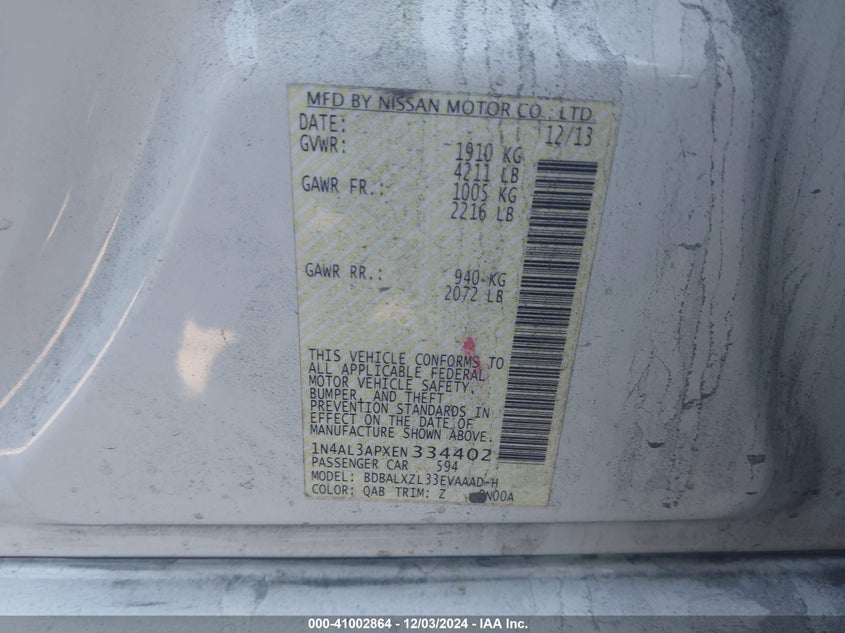 MFD BY NISSAN MOTOR CO., LTD.
DATE: 12/13
GVWR: 1910 KG
4211 LB
GAWR FR.: 1005 KG
2216 LB
GAWR RR.: 940 KG
2072 LB
THIS VEHICLE CONFORMS TO
ALL APPLICABLE FEDERAL
MOTOR VEHICLE SAFETY,
BUMPER, AND THEFT
PREVENTION STANDARDS IN
EFFECT ON THE DATE OF
MANUFACTURE SHOWN ABOVE.
1N4AL3APXEN 334402
PASSENGER CAR 594
MODEL: BDBALXZL33EVAAAD-H
COLOR: QAB TRIM: Z
000-41002864 - 12/03/2024 - IAA Inc.